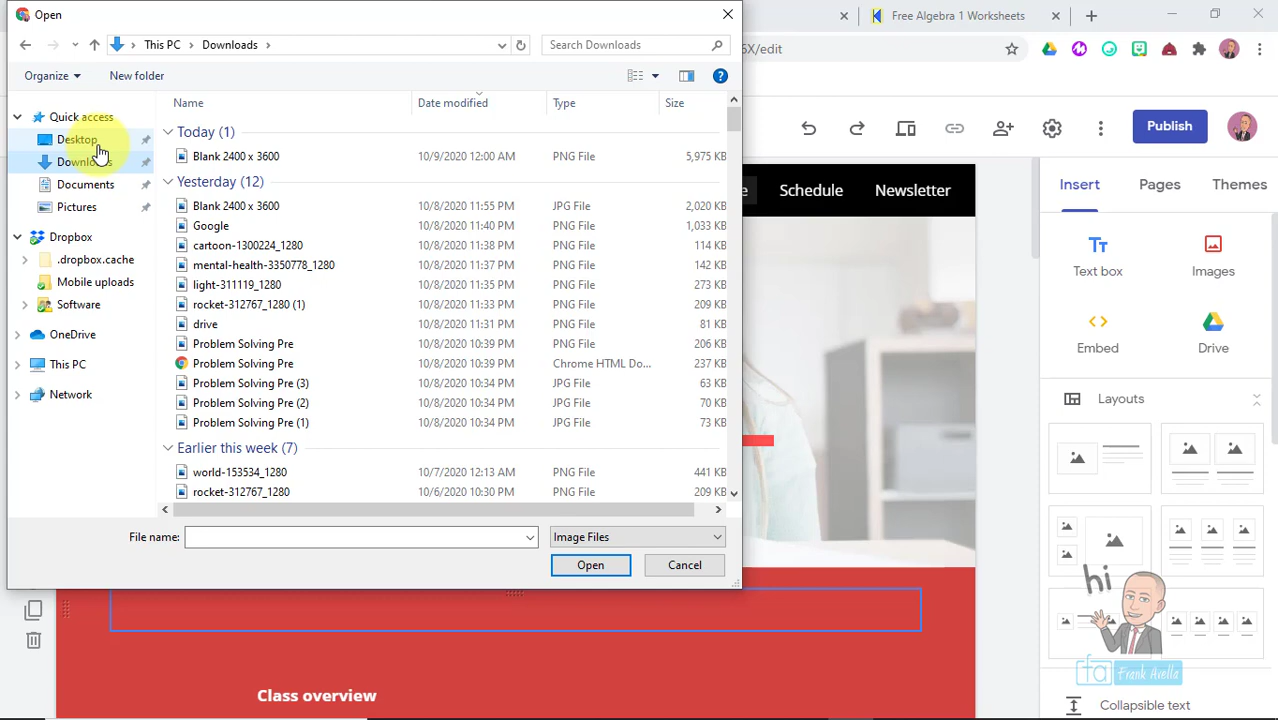 Open
This PC
Downloads
Search Downloads
Organize
New folder
Quick access
Desktop
Documents
Pictures
Dropbox
.dropbox.cache
Mobile uploads
Software
OneDrive
This PC
Network
Name Date modified Type Size
Today (1)
Blank 2400 x 3600 10/9/2020 12:00 AM PNG File 5,975 KB
Yesterday (12)
Blank 2400 x 3600 10/8/2020 11:55 PM JPG File 2,020 KB
Google 10/8/2020 11:40 PM PNG File 1,033 KB
cartoon-1300224_1280 10/8/2020 11:38 PM PNG File 114 KB
mental-health-3350778_1280 10/8/2020 11:37 PM PNG File 142 KB
light-311119_1280 10/8/2020 11:35 PM PNG File 273 KB
rocket-312767_1280 (1) 10/8/2020 11:33 PM PNG File 209 KB
drive 10/8/2020 11:31 PM PNG File 81 KB
Problem Solving Pre 10/8/2020 10:39 PM PNG File 206 KB
Problem Solving Pre 10/8/2020 10:39 PM Chrome HTML Do... 237 KB
Problem Solving Pre (3) 10/8/2020 10:34 PM JPG File 63 KB
Problem Solving Pre (2) 10/8/2020 10:34 PM JPG File 70 KB
Problem Solving Pre (1) 10/8/2020 10:34 PM JPG File 73 KB
Earlier this week (7)
world-153534_1280 10/7/2020 12:13 AM PNG File 441 KB
rocket-312767_1280 10/6/2020 10:30 PM PNG File 209 KB
File name:
Image Files
Open
Cancel
Free Algebra 1 Worksheets
6X/edit
Publish
e Schedule Newsletter
Insert Pages Themes
Text box Images
Embed Drive
Layouts
hi
fa Frank Avella
Collapsible text
Class overview